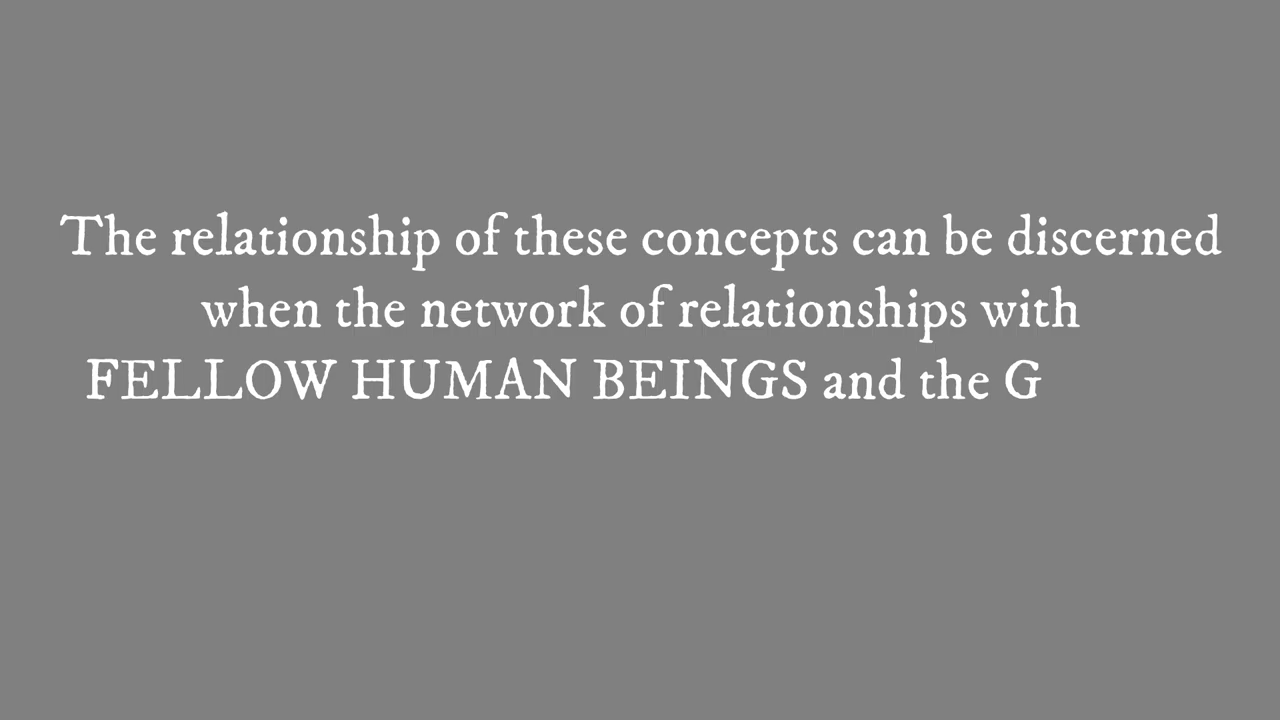 The relationship of these concepts can be discerned
when the network of relationships with
FELLOW HUMAN BEINGS and the G